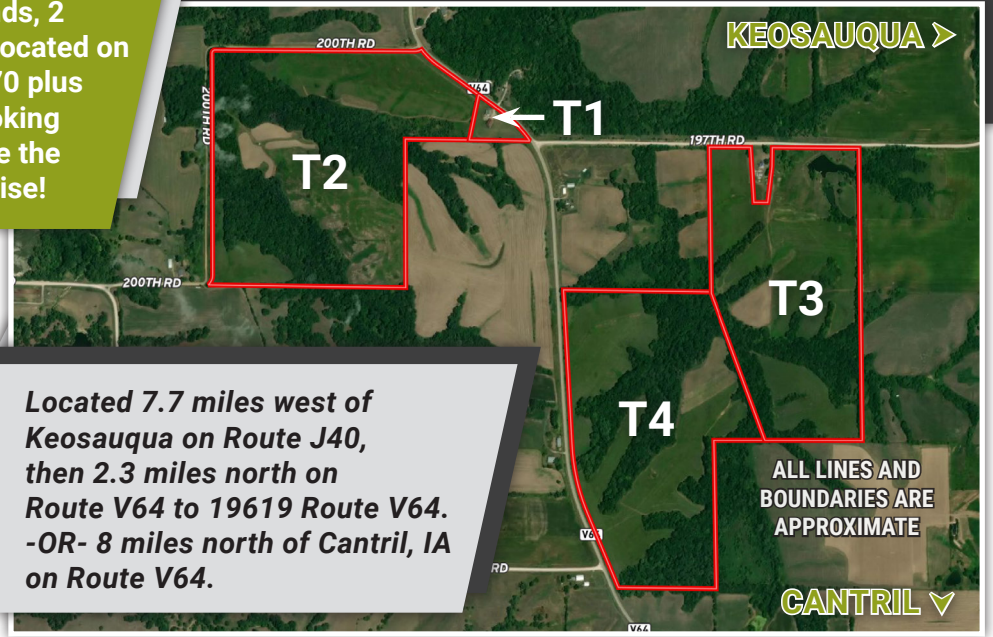 ds, 2
ocated on
70 plus
oking
e the
ise!
KEOSAUQUA
200TH RD
V64
T1
200TH RD
197TH RD
T2
200TH RD
T3
T4
Located 7.7 miles west of
Keosauqua on Route J40,
then 2.3 miles north on
Route V64 to 19619 Route V64.
-OR- 8 miles north of Cantril, IA
on Route V64.
ALL LINES AND
BOUNDARIES ARE
APPROXIMATE
V64
RD
CANTRIL
V64